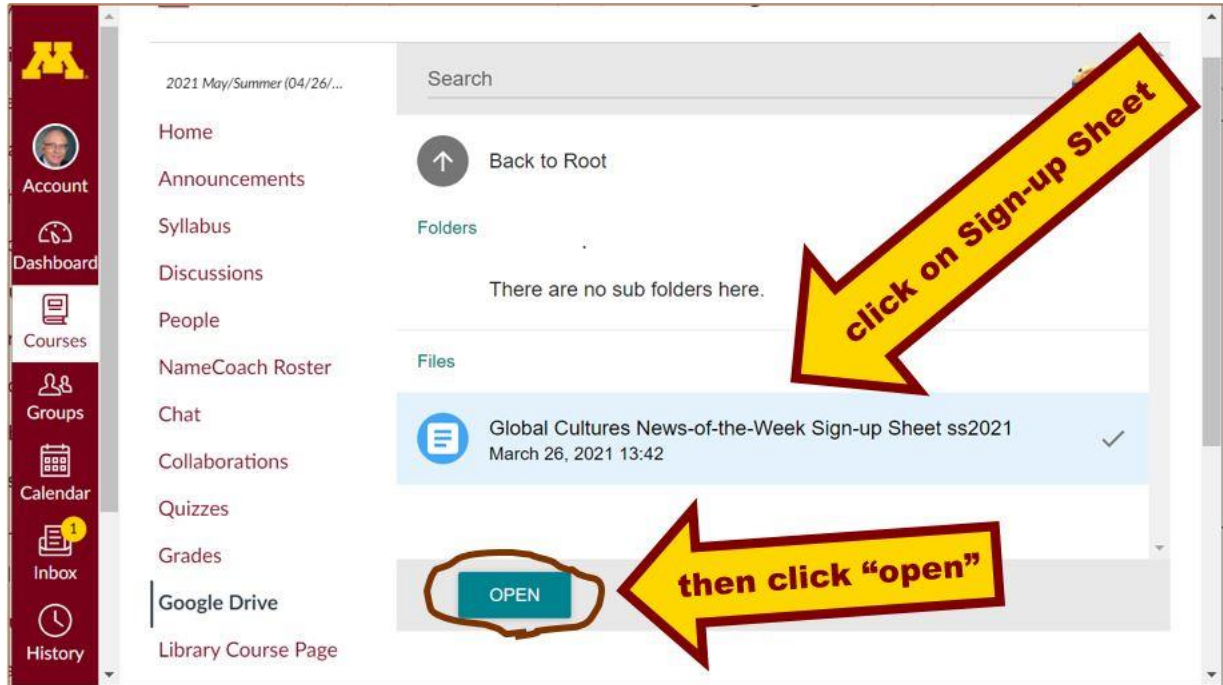 M
Account
Dashboard
Courses
Groups
Calendar
1
Inbox
History
2021 May/Summer (04/26/...
Home
Announcements
Syllabus
Discussions
People
NameCoach Roster
Chat
Collaborations
Quizzes
Grades
Google Drive
Library Course Page
Search
Back to Root
Folders
There are no sub folders here.
Files
Global Cultures News-of-the-Week Sign-up Sheet ss2021
March 26, 2021 13:42
OPEN
click on Sign-up Sheet
then click “open”